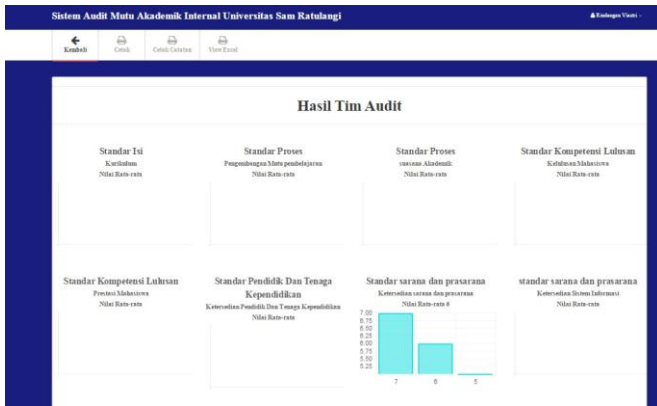 Sistem Audit Mutu Akademik Internal Universitas Sam Ratulangi
Rindengan Viantri
Kembali
Cetak
Cetak Catatan
View Excel
Hasil Tim Audit
Standar Isi
Kurikulum
Nilai Rata-rata
Standar Proses
Pengembangan Mutu pembelajaran
Nilai Rata-rata
Standar Proses
suasana Akademik
Nilai Rata-rata
Standar Kompetensi Lulusan
Kelulusan Mahasiswa
Nilai Rata-rata
Standar Kompetensi Lulusan
Prestasi Mahasiswa
Nilai Rata-rata
Standar Pendidik Dan Tenaga
Kependidikan
Ketersedian Pendidik Dan Tenaga Kependidikan
Nilai Rata-rata
Standar sarana dan prasarana
Ketersedian sarana dan prasarana
Nilai Rata-rata 6
7.00
6.75
6.50
6.25
6.00
5.75
5.50
5.25
7
6
5
standar sarana dan prasarana
Ketersedian Sistem Informasi
Nilai Rata-rata